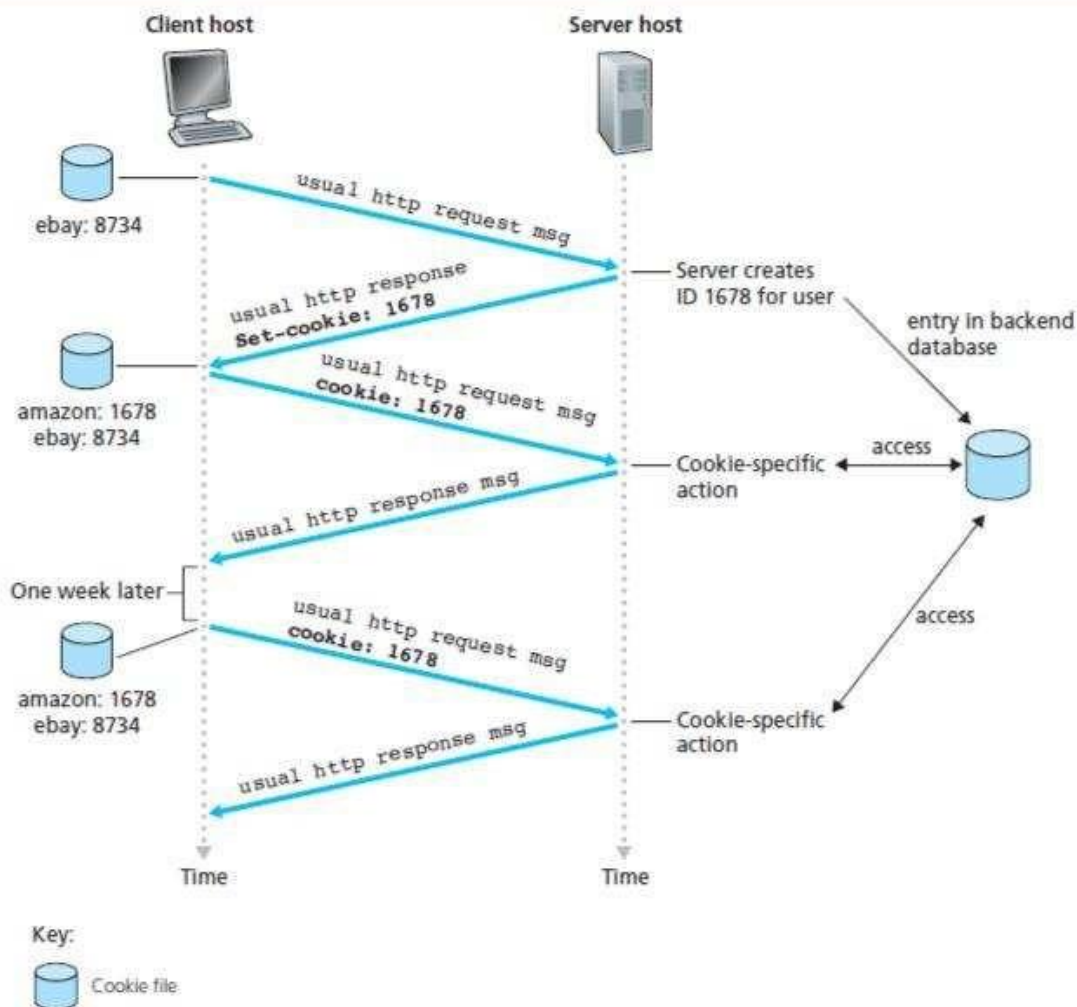 Client host
Server host
ebay: 8734
usual http request msg
Server creates
ID 1678 for user
entry in backend
database
usual http response
Set-cookie: 1678
amazon: 1678
ebay: 8734
usual http request msg
cookie: 1678
Cookie-specific
action
access
usual http response msg
One week later
amazon: 1678
ebay: 8734
usual http request msg
cookie: 1678
access
Cookie-specific
action
usual http response msg
Time
Time
Key:
Cookie file